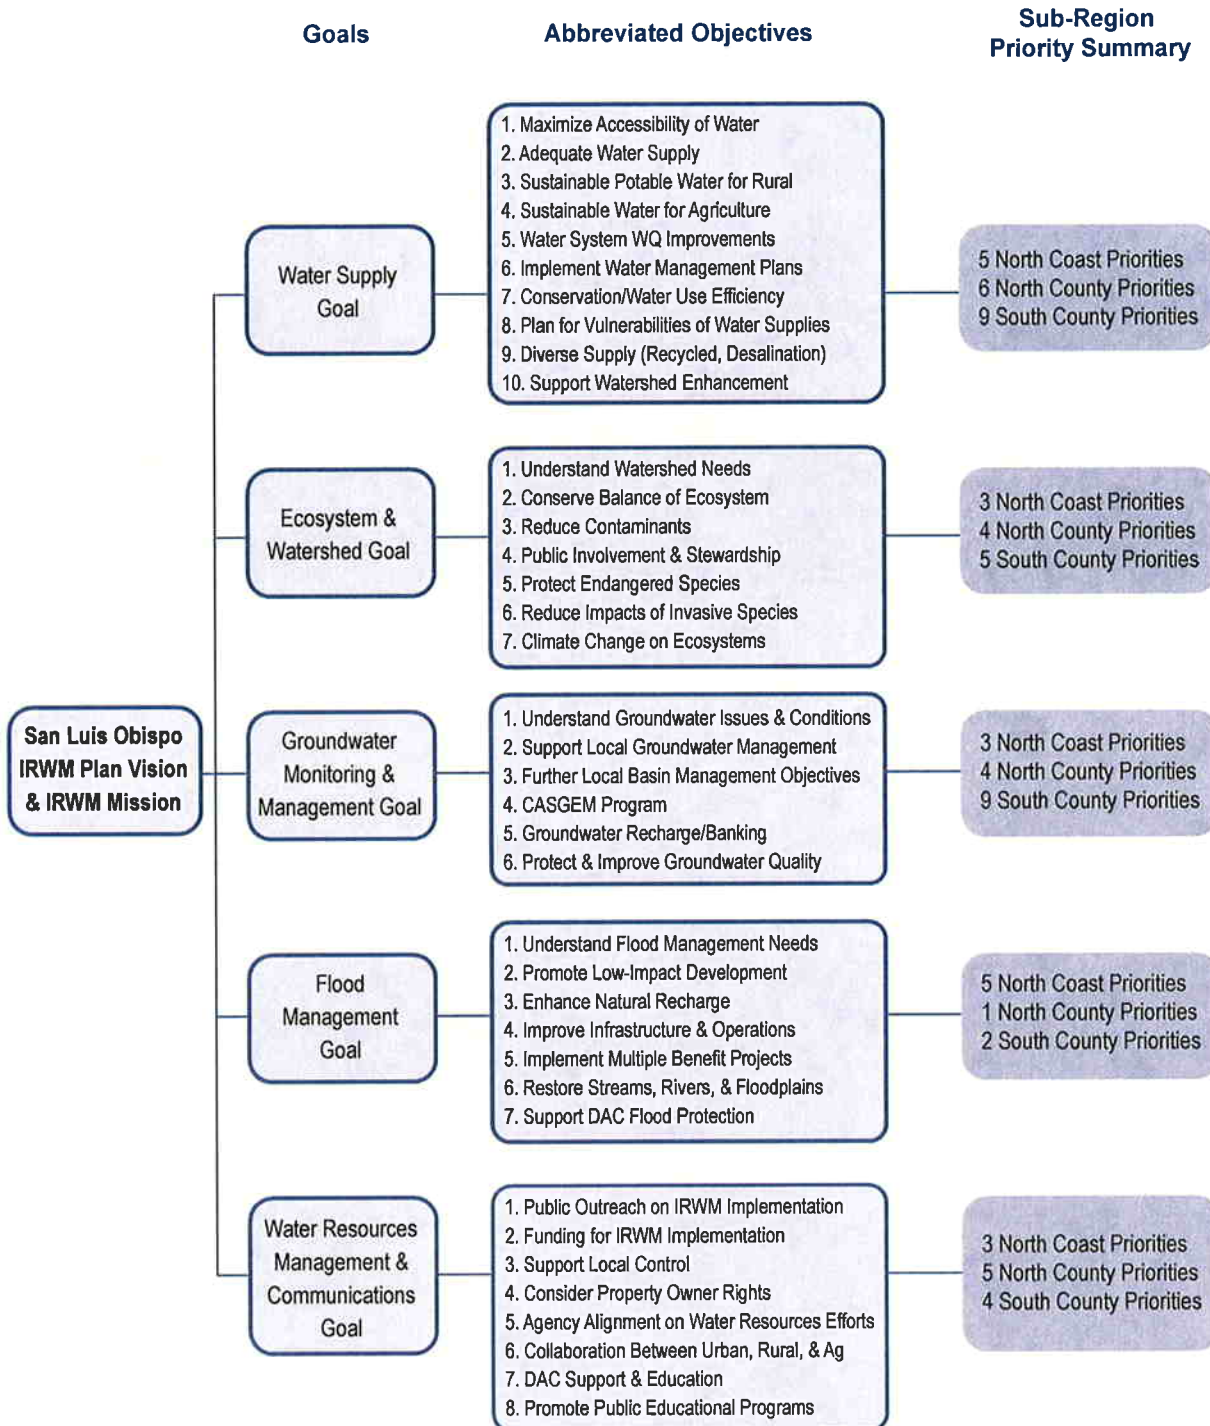 Goals
Abbreviated Objectives
Sub-Region
Priority Summary
San Luis Obispo
IRWM Plan Vision
& IRWM Mission
Water Supply
Goal
1. Maximize Accessibility of Water
2. Adequate Water Supply
3. Sustainable Potable Water for Rural
4. Sustainable Water for Agriculture
5. Water System WQ Improvements
6. Implement Water Management Plans
7. Conservation/Water Use Efficiency
8. Plan for Vulnerabilities of Water Supplies
9. Diverse Supply (Recycled, Desalination)
10. Support Watershed Enhancement
5 North Coast Priorities
6 North County Priorities
9 South County Priorities
Ecosystem &
Watershed Goal
1. Understand Watershed Needs
2. Conserve Balance of Ecosystem
3. Reduce Contaminants
4. Public Involvement & Stewardship
5. Protect Endangered Species
6. Reduce Impacts of Invasive Species
7. Climate Change on Ecosystems
3 North Coast Priorities
4 North County Priorities
5 South County Priorities
Groundwater
Monitoring &
Management Goal
1. Understand Groundwater Issues & Conditions
2. Support Local Groundwater Management
3. Further Local Basin Management Objectives
4. CASGEM Program
5. Groundwater Recharge/Banking
6. Protect & Improve Groundwater Quality
3 North Coast Priorities
4 North County Priorities
9 South County Priorities
Flood
Management
Goal
1. Understand Flood Management Needs
2. Promote Low-Impact Development
3. Enhance Natural Recharge
4. Improve Infrastructure & Operations
5. Implement Multiple Benefit Projects
6. Restore Streams, Rivers, & Floodplains
7. Support DAC Flood Protection
5 North Coast Priorities
1 North County Priorities
2 South County Priorities
Water Resources
Management &
Communications
Goal
1. Public Outreach on IRWM Implementation
2. Funding for IRWM Implementation
3. Support Local Control
4. Consider Property Owner Rights
5. Agency Alignment on Water Resources Efforts
6. Collaboration Between Urban, Rural, & Ag
7. DAC Support & Education
8. Promote Public Educational Programs
3 North Coast Priorities
5 North County Priorities
4 South County Priorities